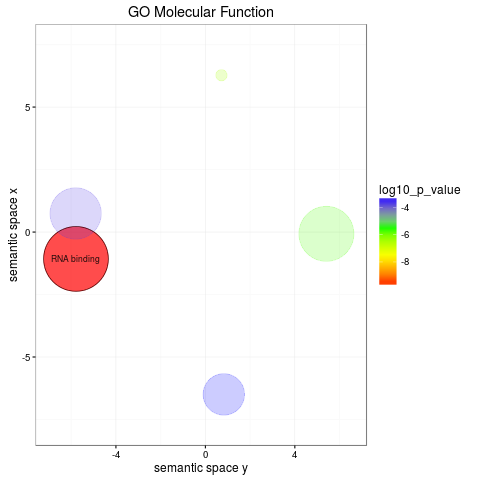 GO Molecular Function
semantic space x
5
0
-5
RNA binding
-4
0
4
semantic space y
log10_p_value
-4
-6
-8